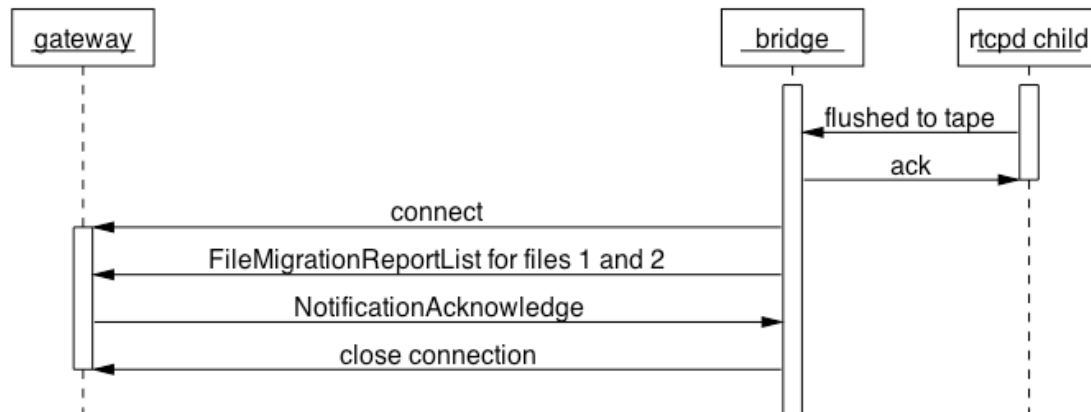 gateway
bridge
rtcpd child
flushed to tape
ack
connect
FileMigrationReportList for files 1 and 2
NotificationAcknowledge
close connection